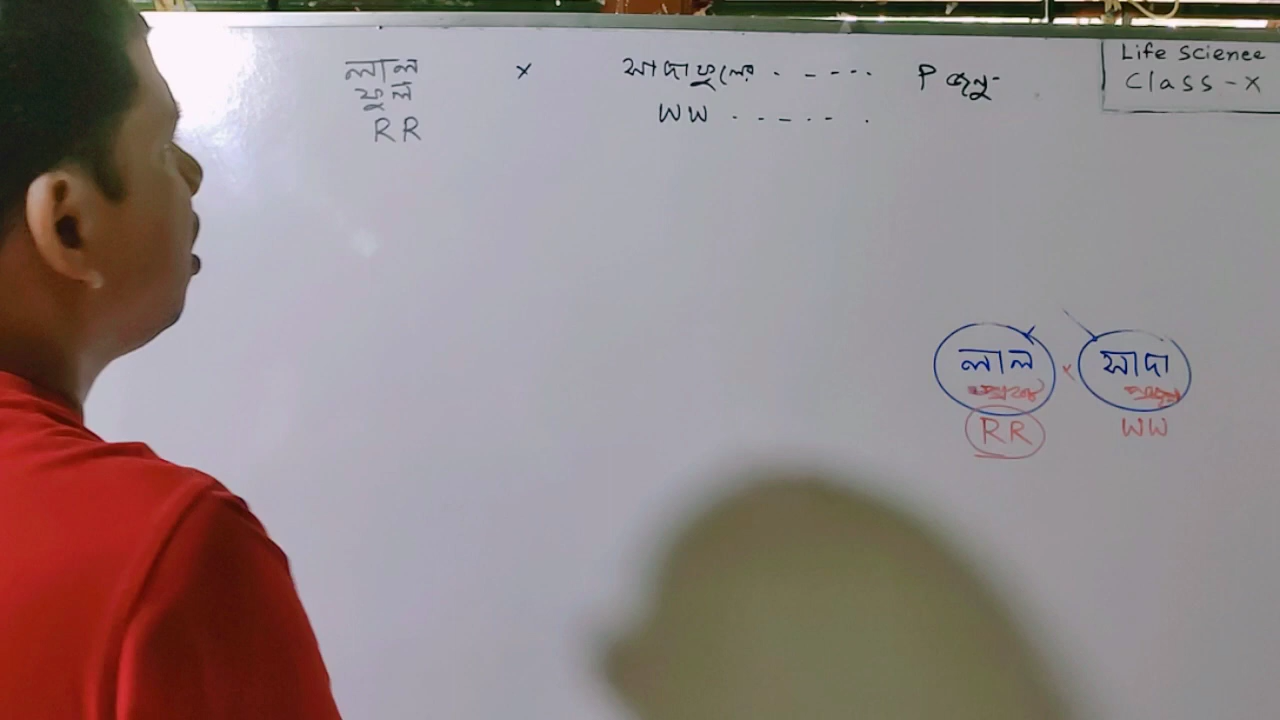 লাল × সাদা ফুলের . - - - . . P জনু-
ফুল
RR WW . - - - - - .
Life Science
Class - X
লাল × সাদা
RR WW